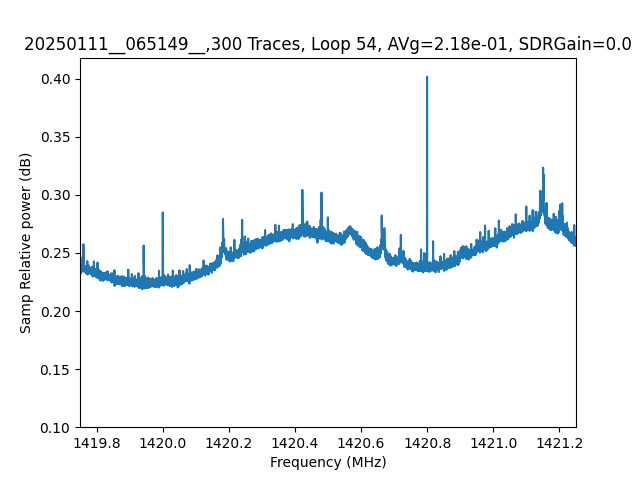 20250111__065149__,300 Traces, Loop 54, AVg=2.18e-01, SDRGain=0.0
0.40
0.35
0.30
0.25
0.20
0.15
0.10
Samp Relative power (dB)
1419.8 1420.0 1420.2 1420.4 1420.6 1420.8 1421.0 1421.2
Frequency (MHz)